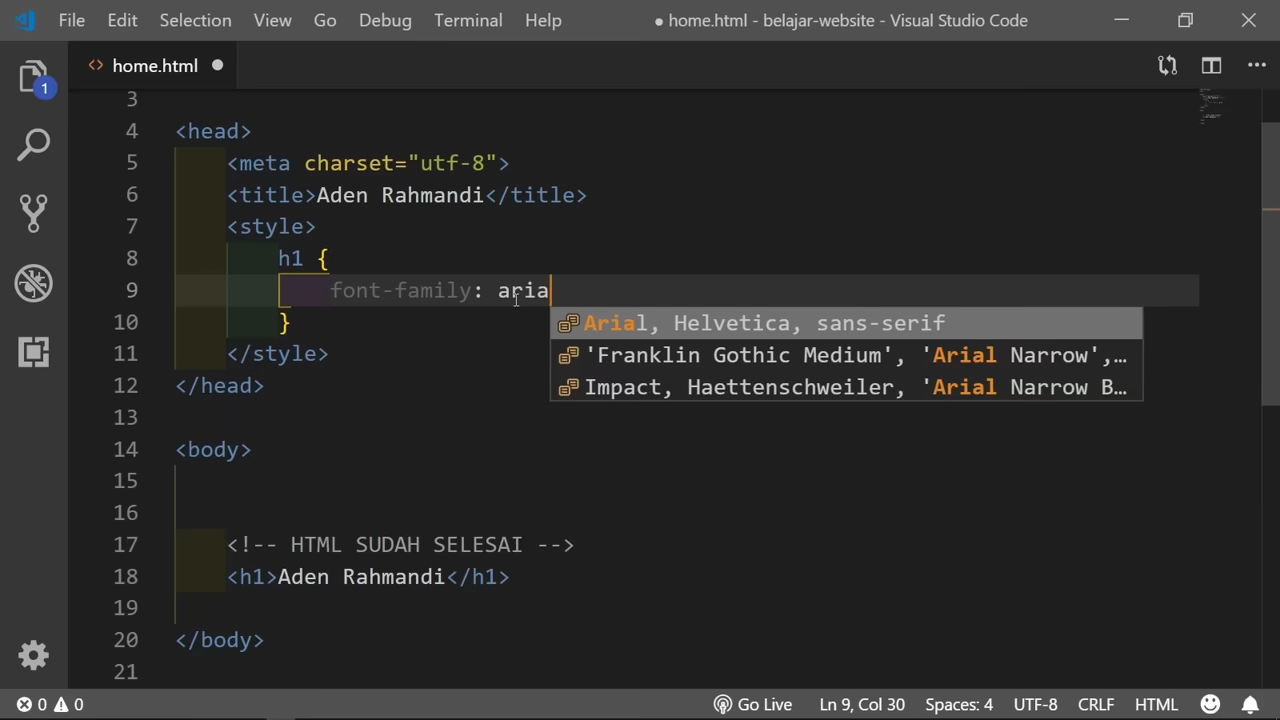 File Edit Selection View Go Debug Terminal Help ● home.html - belajar-website - Visual Studio Code
<> home.html ●
1
3
4 <head>
5 <meta charset="utf-8">
6 <title>Aden Rahmandi</title>
7 <style>
8 h1 {
9 font-family: aria
Arial, Helvetica, sans-serif
10 }
'Franklin Gothic Medium', 'Arial Narrow',…
11 </style>
Impact, Haettenschweiler, 'Arial Narrow B…
12 </head>
13
14 <body>
15
16
17 <!-- HTML SUDAH SELESAI -->
18 <h1>Aden Rahmandi</h1>
19
20 </body>
21
0 0 Go Live Ln 9, Col 30 Spaces: 4 UTF-8 CRLF HTML